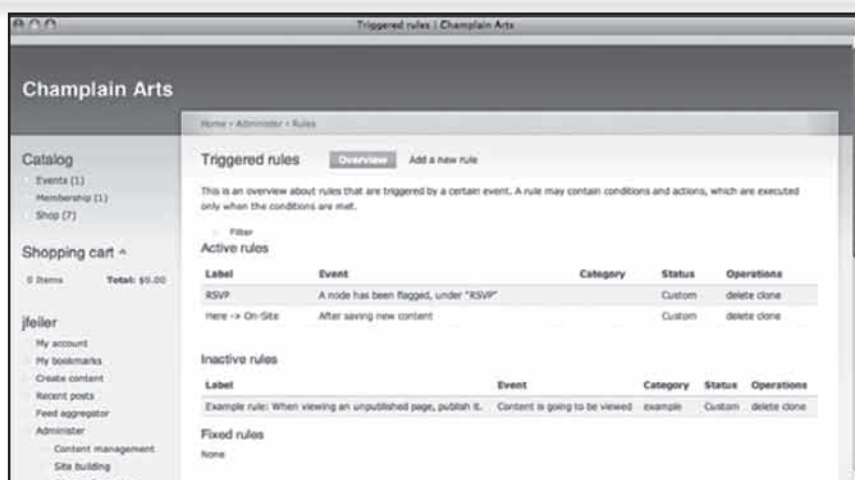 Triggered rules | Champlain Arts
Champlain Arts
Home › Administer › Rules
Catalog
Events (1)
Membership (1)
Shop (7)
Shopping cart ^
0 Items Total: $0.00
jfeiler
My account
My bookmarks
Create content
Recent posts
Feed aggregator
Administer
Content management
Site building
Triggered rules Overview Add a new rule
This is an overview about rules that are triggered by a certain event. A rule may contain conditions and actions, which are executed
only when the conditions are met.
Filter
Active rules
Label Event Category Status Operations
RSVP A node has been flagged, under "RSVP" Custom delete clone
Here -> On-Site After saving new content Custom delete clone
Inactive rules
Label Event Category Status Operations
Example rule: When viewing an unpublished page, publish it. Content is going to be viewed example Custom delete clone
Fixed rules
None